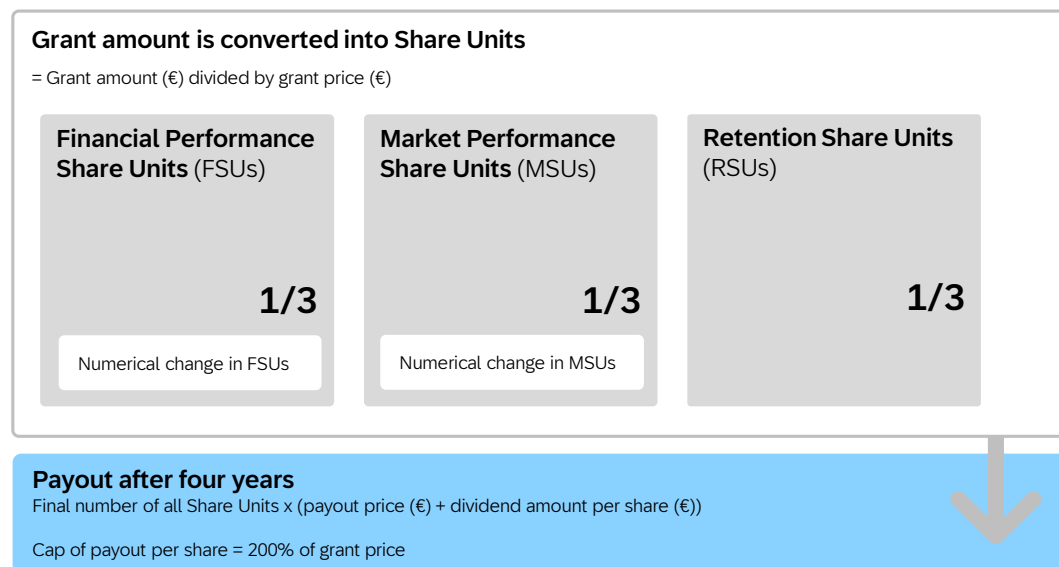 Grant amount is converted into Share Units
= Grant amount (€) divided by grant price (€)
Financial Performance
Share Units (FSUs)
1/3
Numerical change in FSUs
Market Performance
Share Units (MSUs)
1/3
Numerical change in MSUs
Retention Share Units
(RSUs)
1/3
Payout after four years
Final number of all Share Units x (payout price (€) + dividend amount per share (€))
Cap of payout per share = 200% of grant price